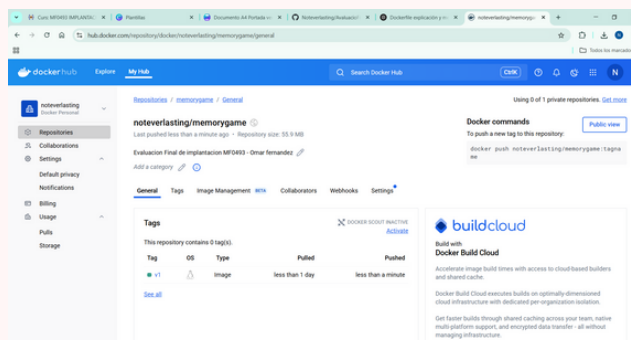 Curs: MF0493 IMPLANTAC
Plantillas
Documento A4 Portada
Noteverlasting/Evaluaci
Dockerfile explicación y
noteverlasting/memoryg
hub.docker.com/repository/docker/noteverlasting/memorygame/general
Todos los marcado
dockerhub
Explore
My Hub
Search Docker Hub
CtrlK
N
noteverlasting
Docker Personal
Repositories
Collaborations
Settings
Default privacy
Notifications
Billing
Usage
Pulls
Storage
Repositories / memorygame / General
Using 0 of 1 private repositories. Get more
noteverlasting/memorygame
Last pushed less than a minute ago • Repository size: 55.9 MB
Evaluacion Final de implantacion MF0493 - Omar fernandez
Add a category
Docker commands
Public view
To push a new tag to this repository:
docker push noteverlasting/memorygame:tagna
me
General Tags Image Management BETA Collaborators Webhooks Settings
Tags
DOCKER SCOUT INACTIVE
Activate
This repository contains 0 tag(s).
Tag OS Type Pulled Pushed
v1 Image less than 1 day less than a minute
See all
buildcloud
Build with
Docker Build Cloud
Accelerate image build times with access to cloud-based builders
and shared cache.
Docker Build Cloud executes builds on optimally-dimensioned
cloud infrastructure with dedicated per-organization isolation.
Get faster builds through shared caching across your team, native
multi-platform support, and encrypted data transfer - all without
managing infrastructure.